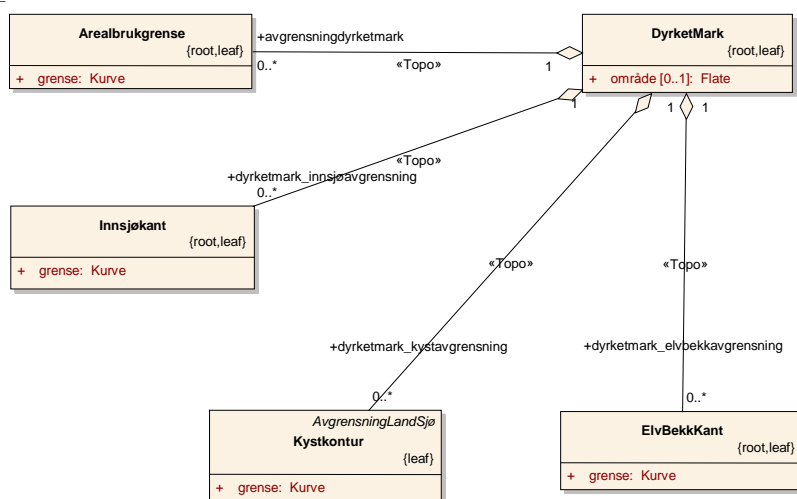 Arealbrukgrense
{root,leaf}
+ grense: Kurve
+avgrensningdyrketmark
0..*
«Topo»
1
DyrketMark
{root,leaf}
+ område [0..1]: Flate
1
1
1
«Topo»
+dyrketmark_innsjøavgrensning
0..*
Innsjøkant
{root,leaf}
+ grense: Kurve
«Topo»
«Topo»
+dyrketmark_kystavgrensning
+dyrketmark_elvbekkavgrensning
0..*
0..*
AvgrensningLandSjø
Kystkontur
{leaf}
+ grense: Kurve
ElvBekkKant
{root,leaf}
+ grense: Kurve